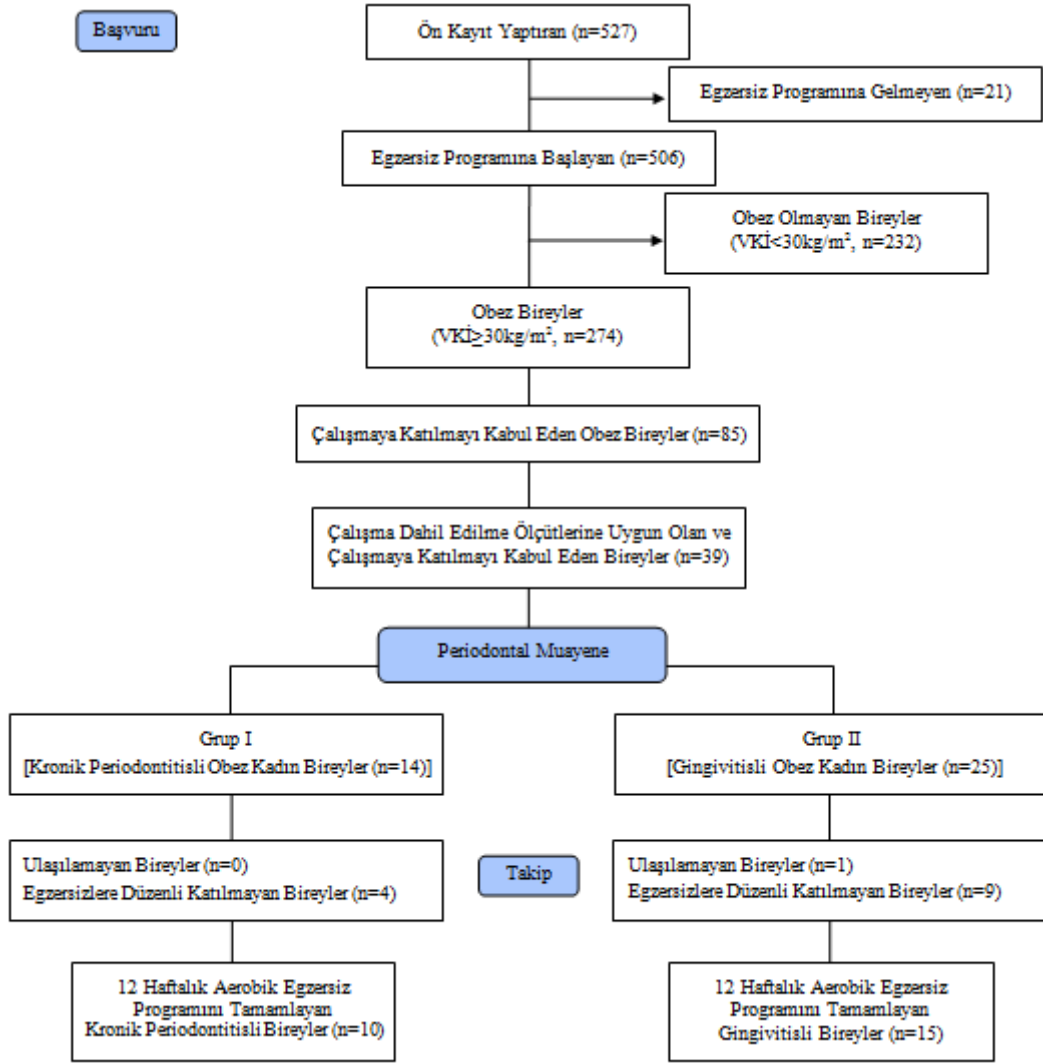 Başvuru
Ön Kayıt Yaptıran (n=527)
Egzersiz Programına Gelmeyen (n=21)
Egzersiz Programına Başlayan (n=506)
Obez Olmayan Bireyler
(VKİ<30kg/m², n=232)
Obez Bireyler
(VKİ≥30kg/m², n=274)
Çalışmaya Katılmayı Kabul Eden Obez Bireyler (n=85)
Çalışma Dahil Edilme Ölçütlerine Uygun Olan ve
Çalışmaya Katılmayı Kabul Eden Bireyler (n=39)
Periodontal Muayene
Grup I
[Kronik Periodontitisli Obez Kadın Bireyler (n=14)]
Grup II
[Gingivitisli Obez Kadın Bireyler (n=25)]
Ulaşılamayan Bireyler (n=0)
Egzersizlere Düzenli Katılmayan Bireyler (n=4)
Takip
Ulaşılamayan Bireyler (n=1)
Egzersizlere Düzenli Katılmayan Bireyler (n=9)
12 Haftalık Aerobik Egzersiz
Programını Tamamlayan
Kronik Periodontitisli Bireyler (n=10)
12 Haftalık Aerobik Egzersiz
Programını Tamamlayan
Gingivitisli Bireyler (n=15)